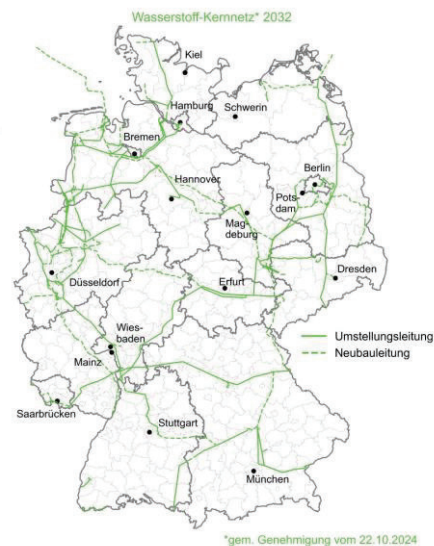 Wasserstoff-Kernnetz* 2032
Kiel
Hamburg
Schwerin
Bremen
Hannover
Berlin
Pots-
dam
Mag-
deburg
Düsseldorf
Erfurt
Dresden
Wies-
baden
Mainz
Umstellungsleitung
Neubauleitung
Saarbrücken
Stuttgart
München
*gem. Genehmigung vom 22.10.2024